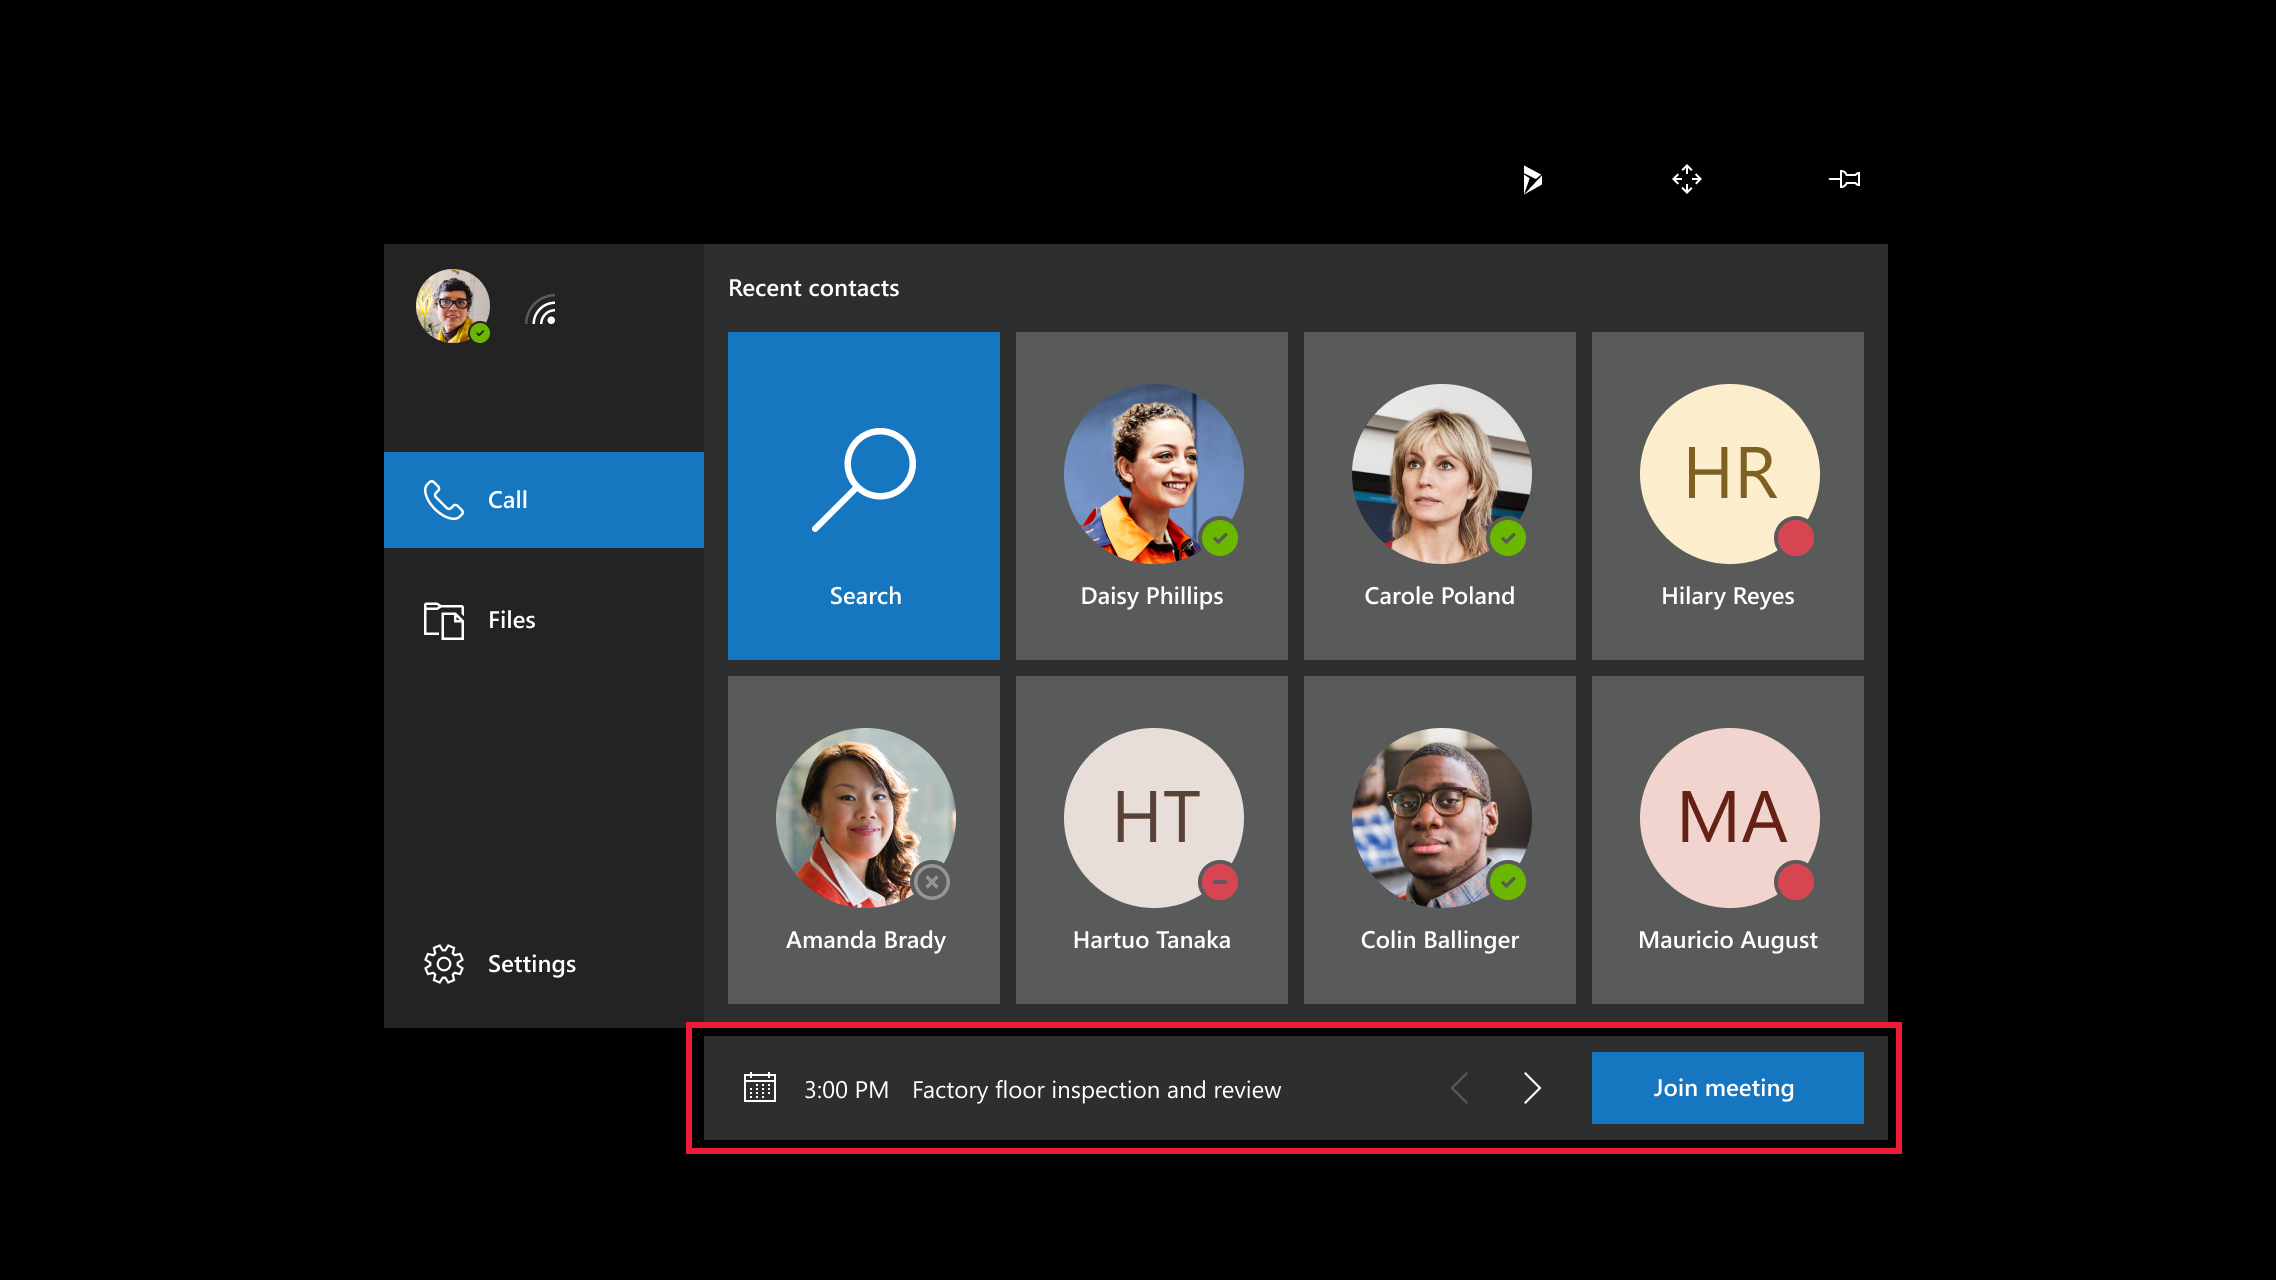 Recent contacts
Call
Files
Settings
Search
Daisy Phillips
Carole Poland
HR
Hilary Reyes
Amanda Brady
HT
Hartuo Tanaka
Colin Ballinger
MA
Mauricio August
3:00 PM Factory floor inspection and review
Join meeting